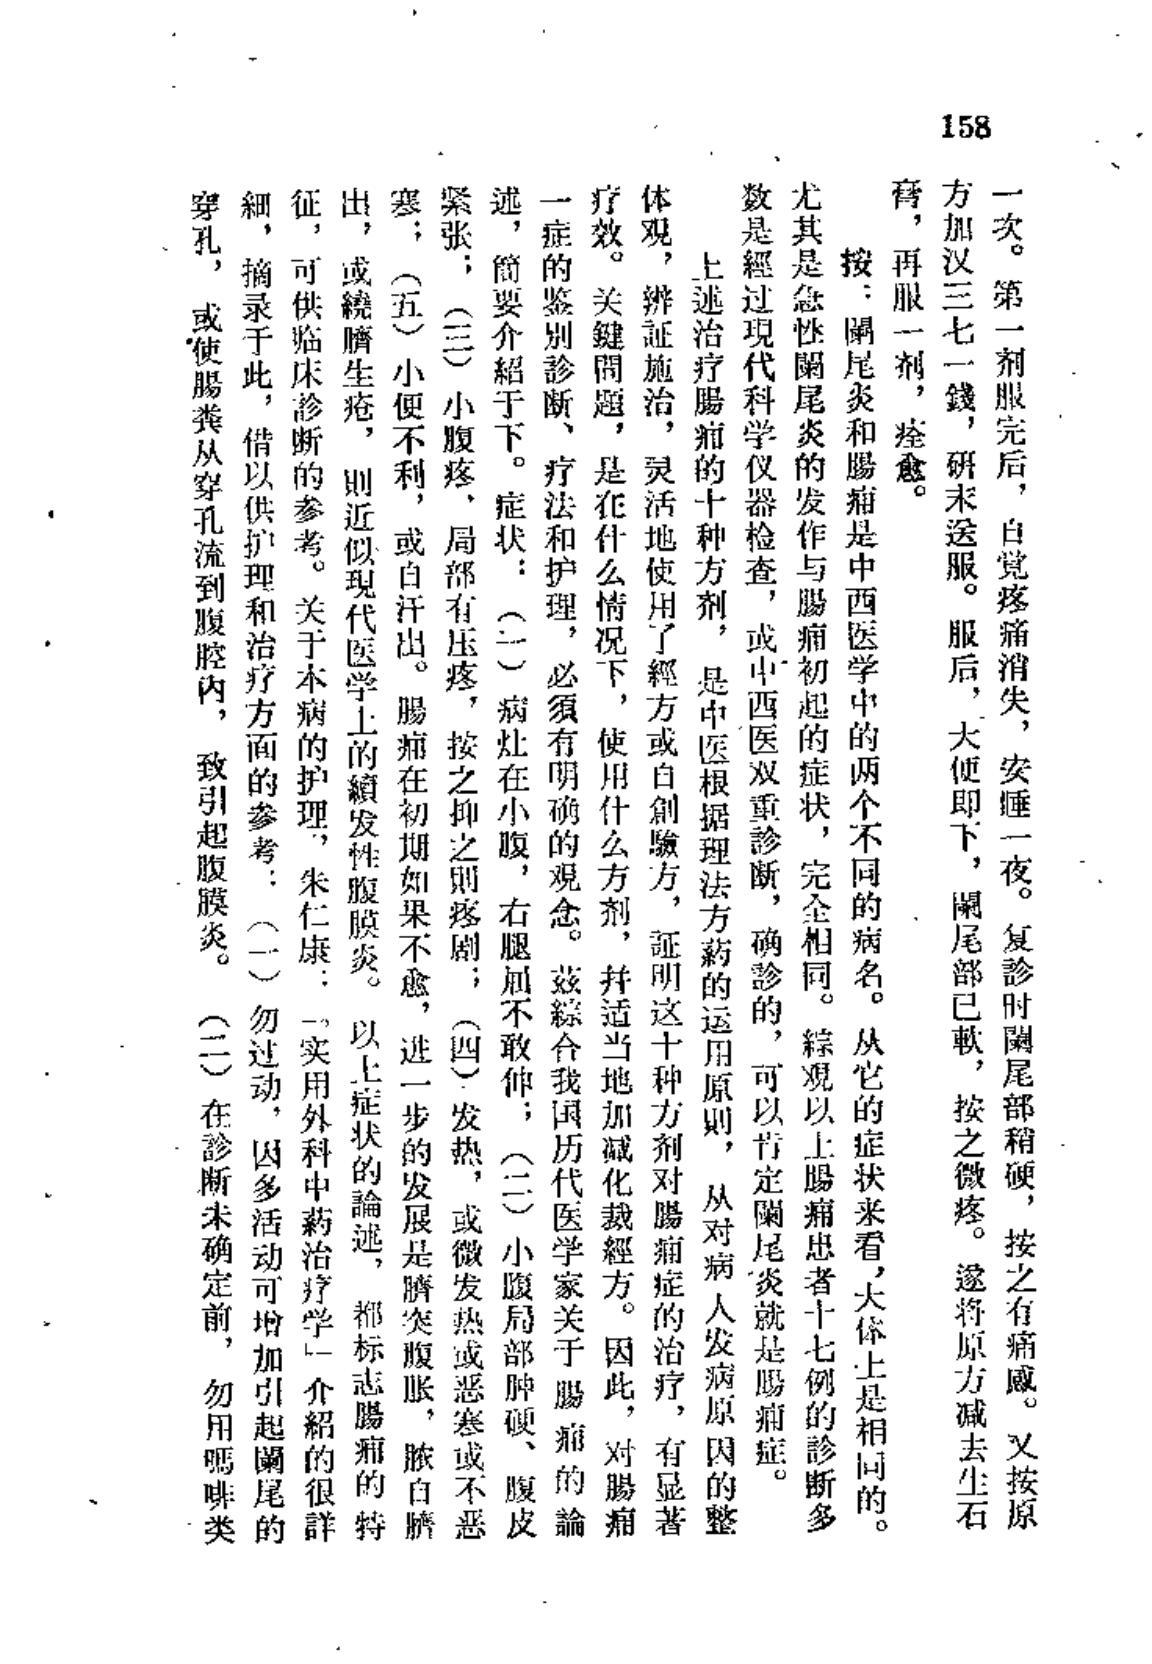 158
一次。第一剂服完后，自觉疼痛消失，安睡一夜。复診时闌尾部稍硬，按之有痛感。又按原
方加汉三七一錢，研末送服。服后，大便即下，闌尾部已軟，按之微疼。遂将原方减去生石
膏，再服一剂，痊愈。
按：闌尾炎和腸痈是中西医学中的两个不同的病名。从它的症状来看，大体上是相同的。
尤其是急性闌尾炎的发作与腸痈初起的症状，完全相同。綜观以上腸痈患者十七例的診断多
数是經过現代科学仪器检查，或中西医双重診断，确診的，可以肯定闌尾炎就是腸痈症。
上述治疗腸痈的十种方剂，是中医根据理法方葯的运用原則，从对病人发病原因的整
体观，辨証施治，灵活地使用了經方或自創驗方，証明这十种方剂对腸痈症的治疗，有显著
疗效。关鍵問題，是在什么情况下，使用什么方剂，幷适当地加减化裁經方。因此，对腸痈
一症的鉴别診断、疗法和护理，必須有明确的观念。茲綜合我国历代医学家关于腸痈的論
述，簡要介紹于下。症状：（一）病灶在小腹，右腿屈不敢伸；（二）小腹局部肿硬、腹皮
紧张；（三）小腹疼、局部有压疼，按之抑之則疼剧；（四）发热，或微发热或恶寒或不恶
寒；（五）小便不利，或自汗出。腸痈在初期如果不愈，进一步的发展是臍突腹胀，脓自臍
出，或繞臍生疮，則近似現代医学上的續发性腹膜炎。以上症状的論述，都标志腸痈的特
征，可供临床診断的参考。关于本病的护理，朱仁康：「实用外科中葯治疗学」介紹的很詳
細，摘录于此，借以供护理和治疗方面的参考：（一）勿过动，因多活动可增加引起闌尾的
穿孔，或使腸粪从穿孔流到腹腔內，致引起腹膜炎。（二）在診断未确定前，勿用嗎啡类